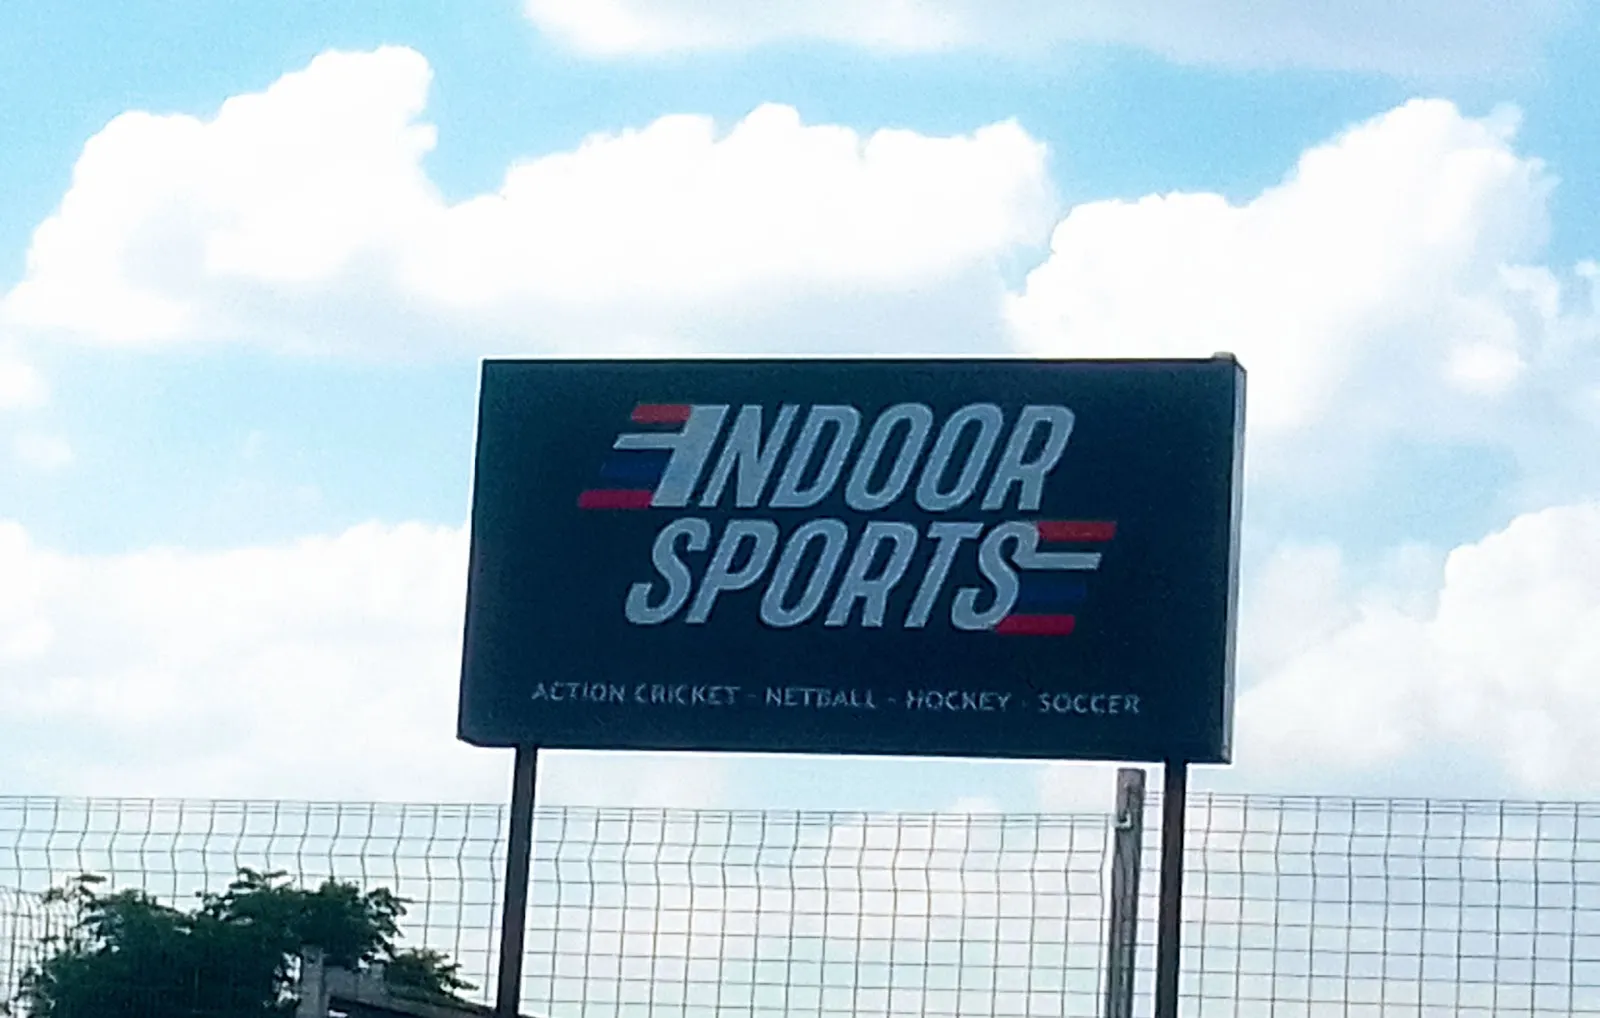 INDOOR
SPORTS
ACTION CRICKET - NETBALL - HOCKEY - SOCCER